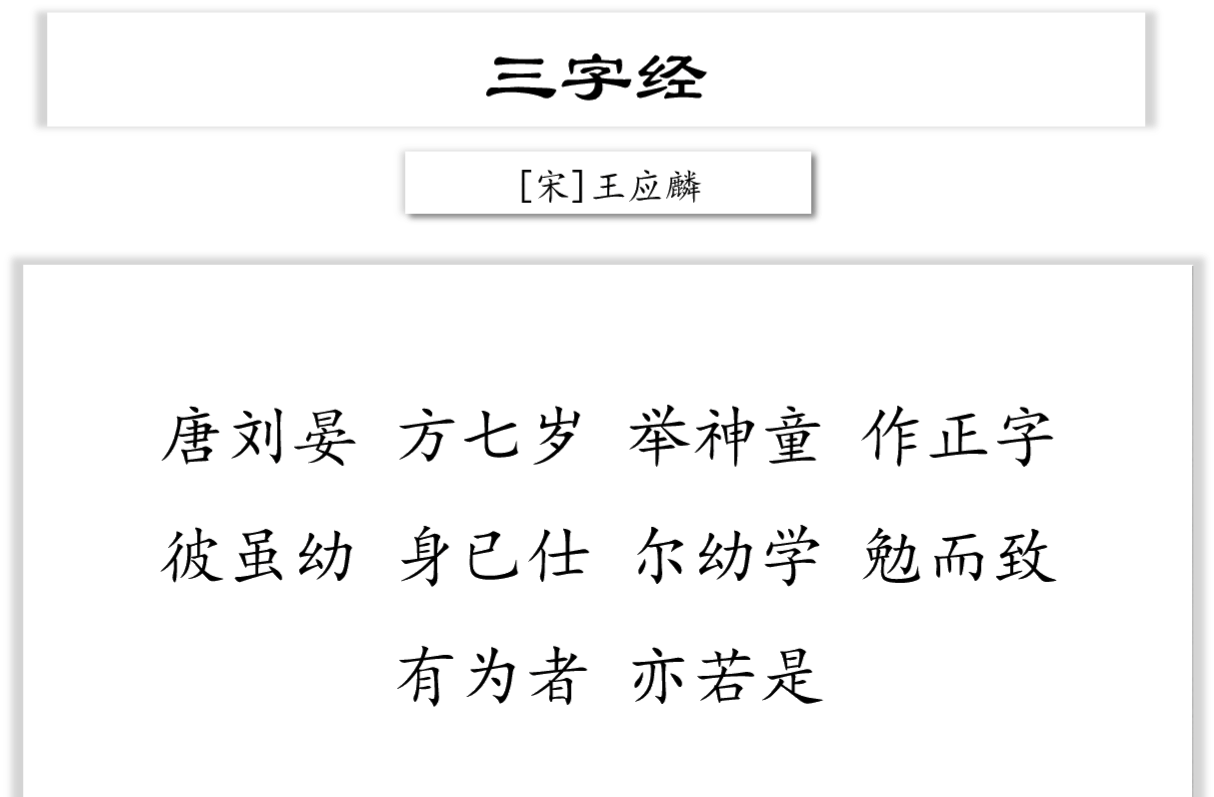 三字经
[宋]王应麟
唐刘晏 方七岁 举神童 作正字
彼虽幼 身已仕 尔幼学 勉而致
有为者 亦若是